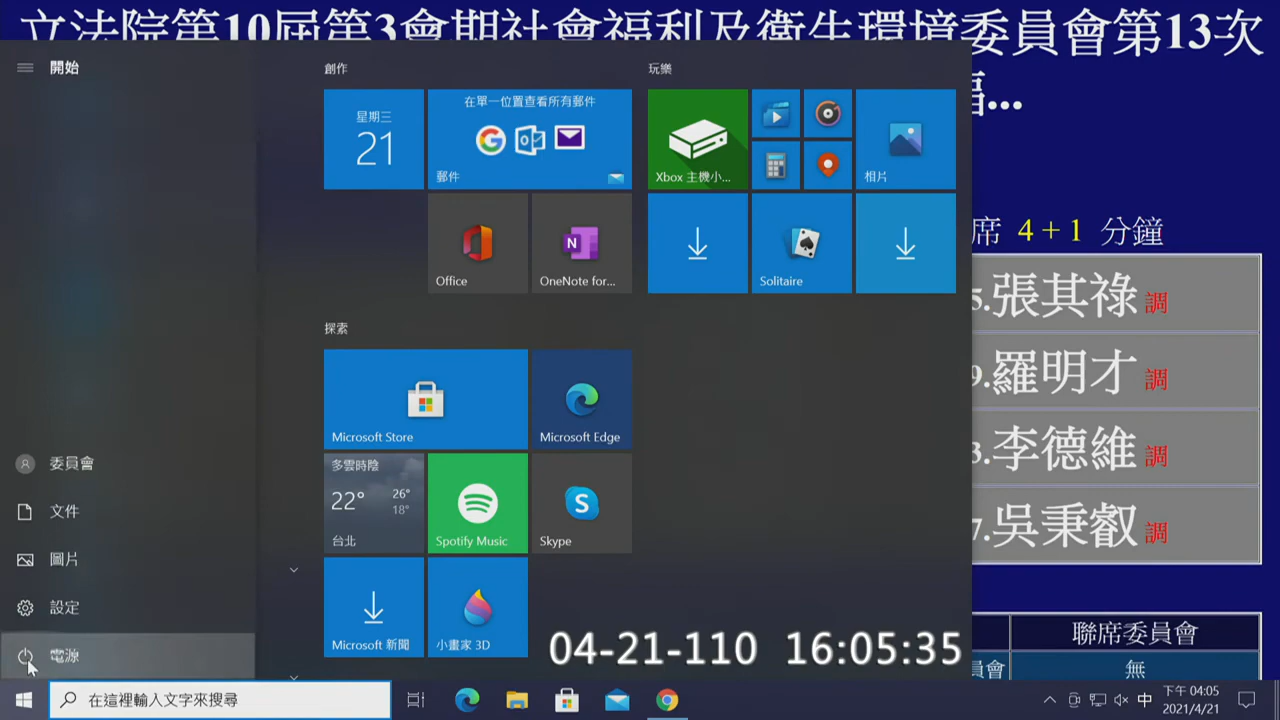 立法院第10屆第3會期社會福利及衛生環境委員會第13次
...
開始
創作
玩樂
星期三
21
在單一位置查看所有郵件
郵件
Xbox 主機小...
相片
Office
OneNote for...
Solitaire
席 4 + 1 分鐘
張其祿 調
羅明才 調
李德維 調
吳秉叡 調
探索
Microsoft Store
Microsoft Edge
多雲時陰
22°
26°
18°
台北
Spotify Music
Skype
委員會
文件
圖片
設定
電源
Microsoft 新聞
小畫家 3D
04-21-110 16:05:35
聯席委員會
員會
無
在這裡輸入文字來搜尋
中
下午 04:05
2021/4/21